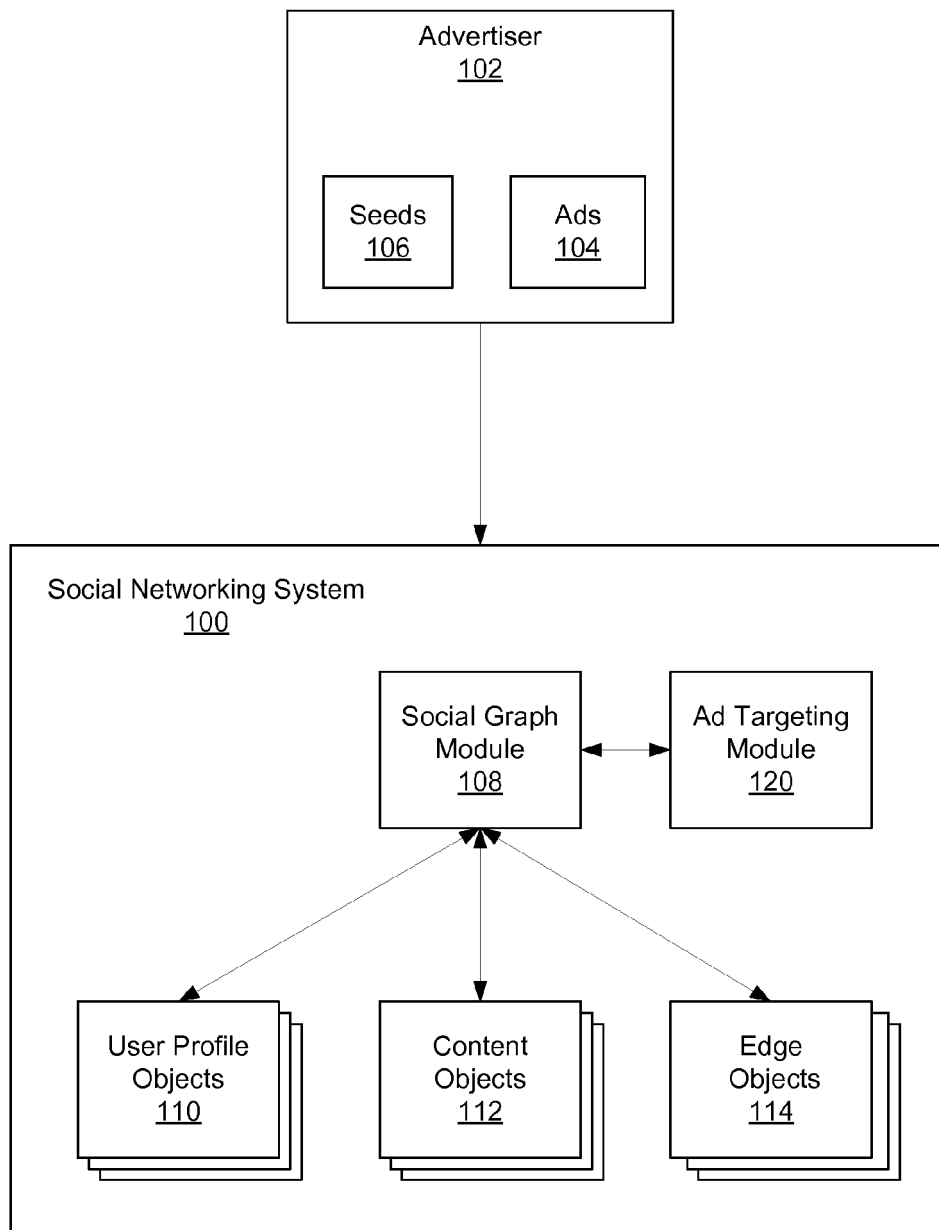 Advertiser
102
Seeds
106
Ads
104
Social Networking System
100
Social Graph
Module
108
Ad Targeting
Module
120
User Profile
Objects
110
Content
Objects
112
Edge
Objects
114